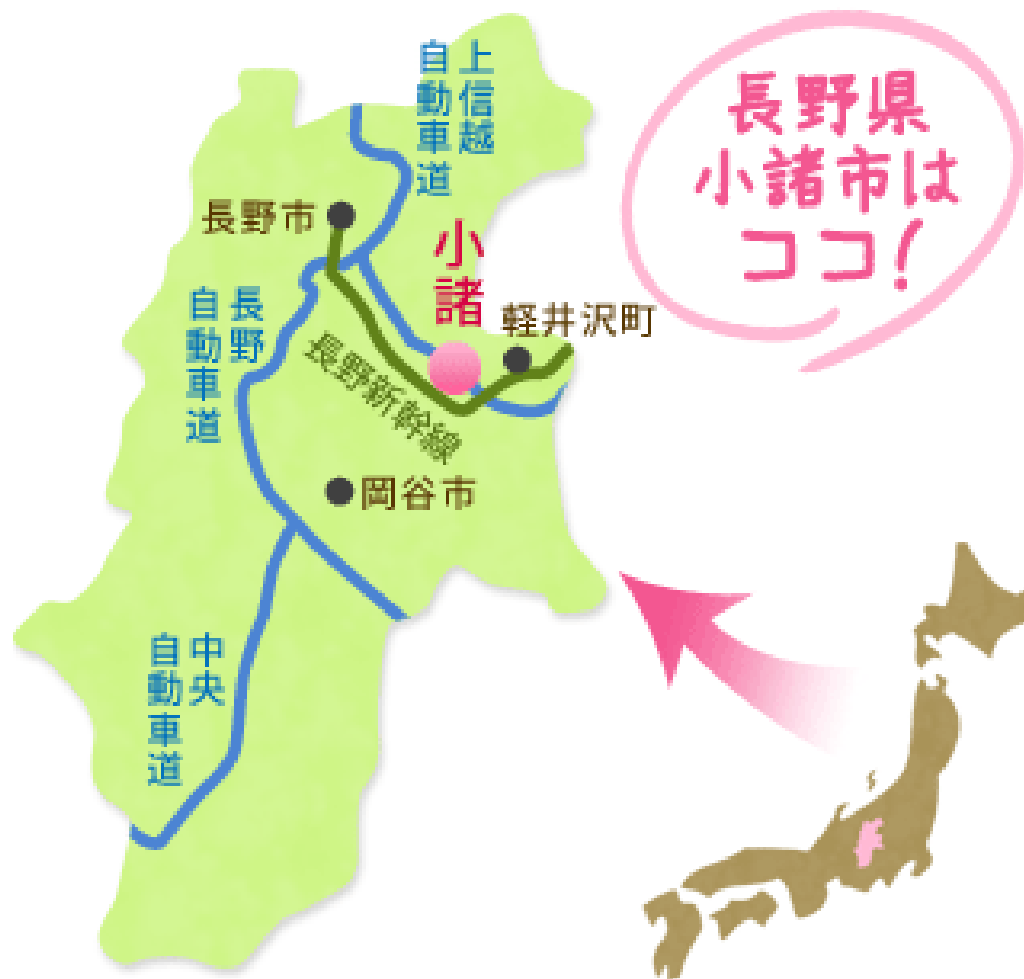 長野県
小諸市は
ココ!
上信越
自動車道
長野市
小諸
軽井沢町
長野
自動車道
長野新幹線
岡谷市
中央
自動車道